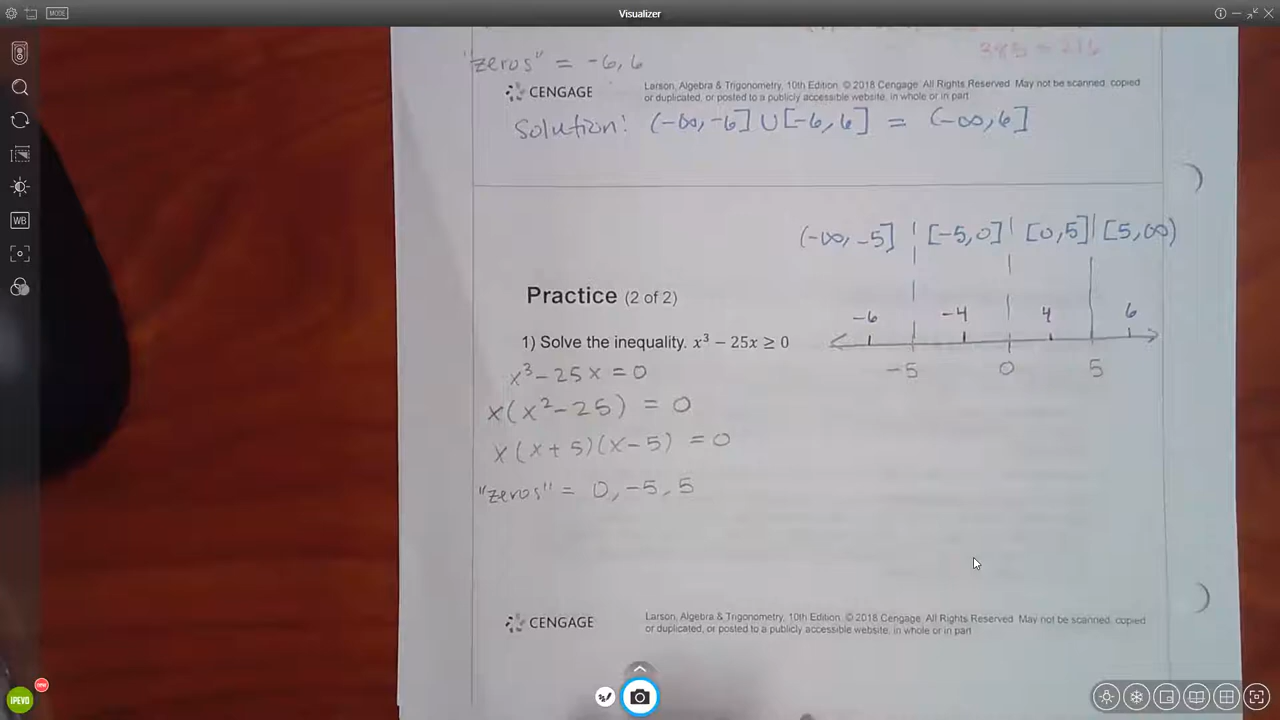 MODE
Visualizer
"zeros" = -6, 6
CENGAGE
Larson, Algebra & Trigonometry, 10th Edition. © 2018 Cengage. All Rights Reserved. May not be scanned, copied
or duplicated, or posted to a publicly accessible website, in whole or in part.
Solution: (-∞, -6] ∪ [-6, 6] = (-∞, 6]
(-∞, -5] [-5, 0] [0, 5] [5, ∞)
Practice (2 of 2)
-6 -4 4 6
1) Solve the inequality. x³ − 25x ≥ 0
-5 0 5
x³ - 25x = 0
x(x² - 25) = 0
x(x + 5)(x - 5) = 0
"zeros" = 0, -5, 5
CENGAGE
Larson, Algebra & Trigonometry, 10th Edition. © 2018 Cengage. All Rights Reserved. May not be scanned, copied
or duplicated, or posted to a publicly accessible website, in whole or in part.
WB
IPEVO